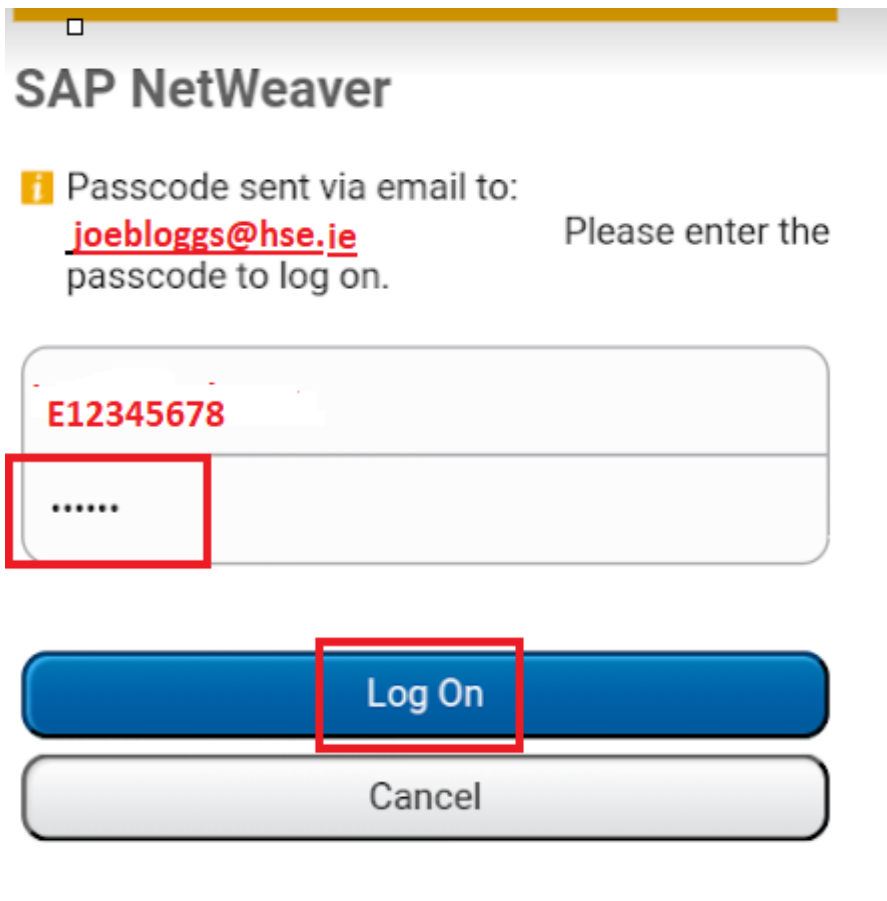 SAP NetWeaver
i Passcode sent via email to:
joebloggs@hse.ie Please enter the
passcode to log on.
E12345678
••••••
Log On
Cancel